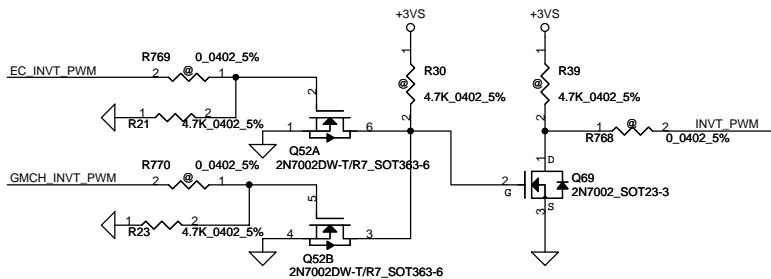 +3VS
+3VS
R769
0_0402_5%
EC_INVT_PWM
2
@
1
1
R30
@
4.7K_0402_5%
2
1
R39
@
4.7K_0402_5%
2
INVT_PWM
1
2
R21
4.7K_0402_5%
2
1
6
Q52A
2N7002DW-T/R7_SOT363-6
1
@
2
R768
0_0402_5%
R770
0_0402_5%
GMCH_INVT_PWM
2
@
1
1
D
2
G
Q69
2N7002_SOT23-3
S
3
1
2
R23
4.7K_0402_5%
5
4
3
Q52B
2N7002DW-T/R7_SOT363-6